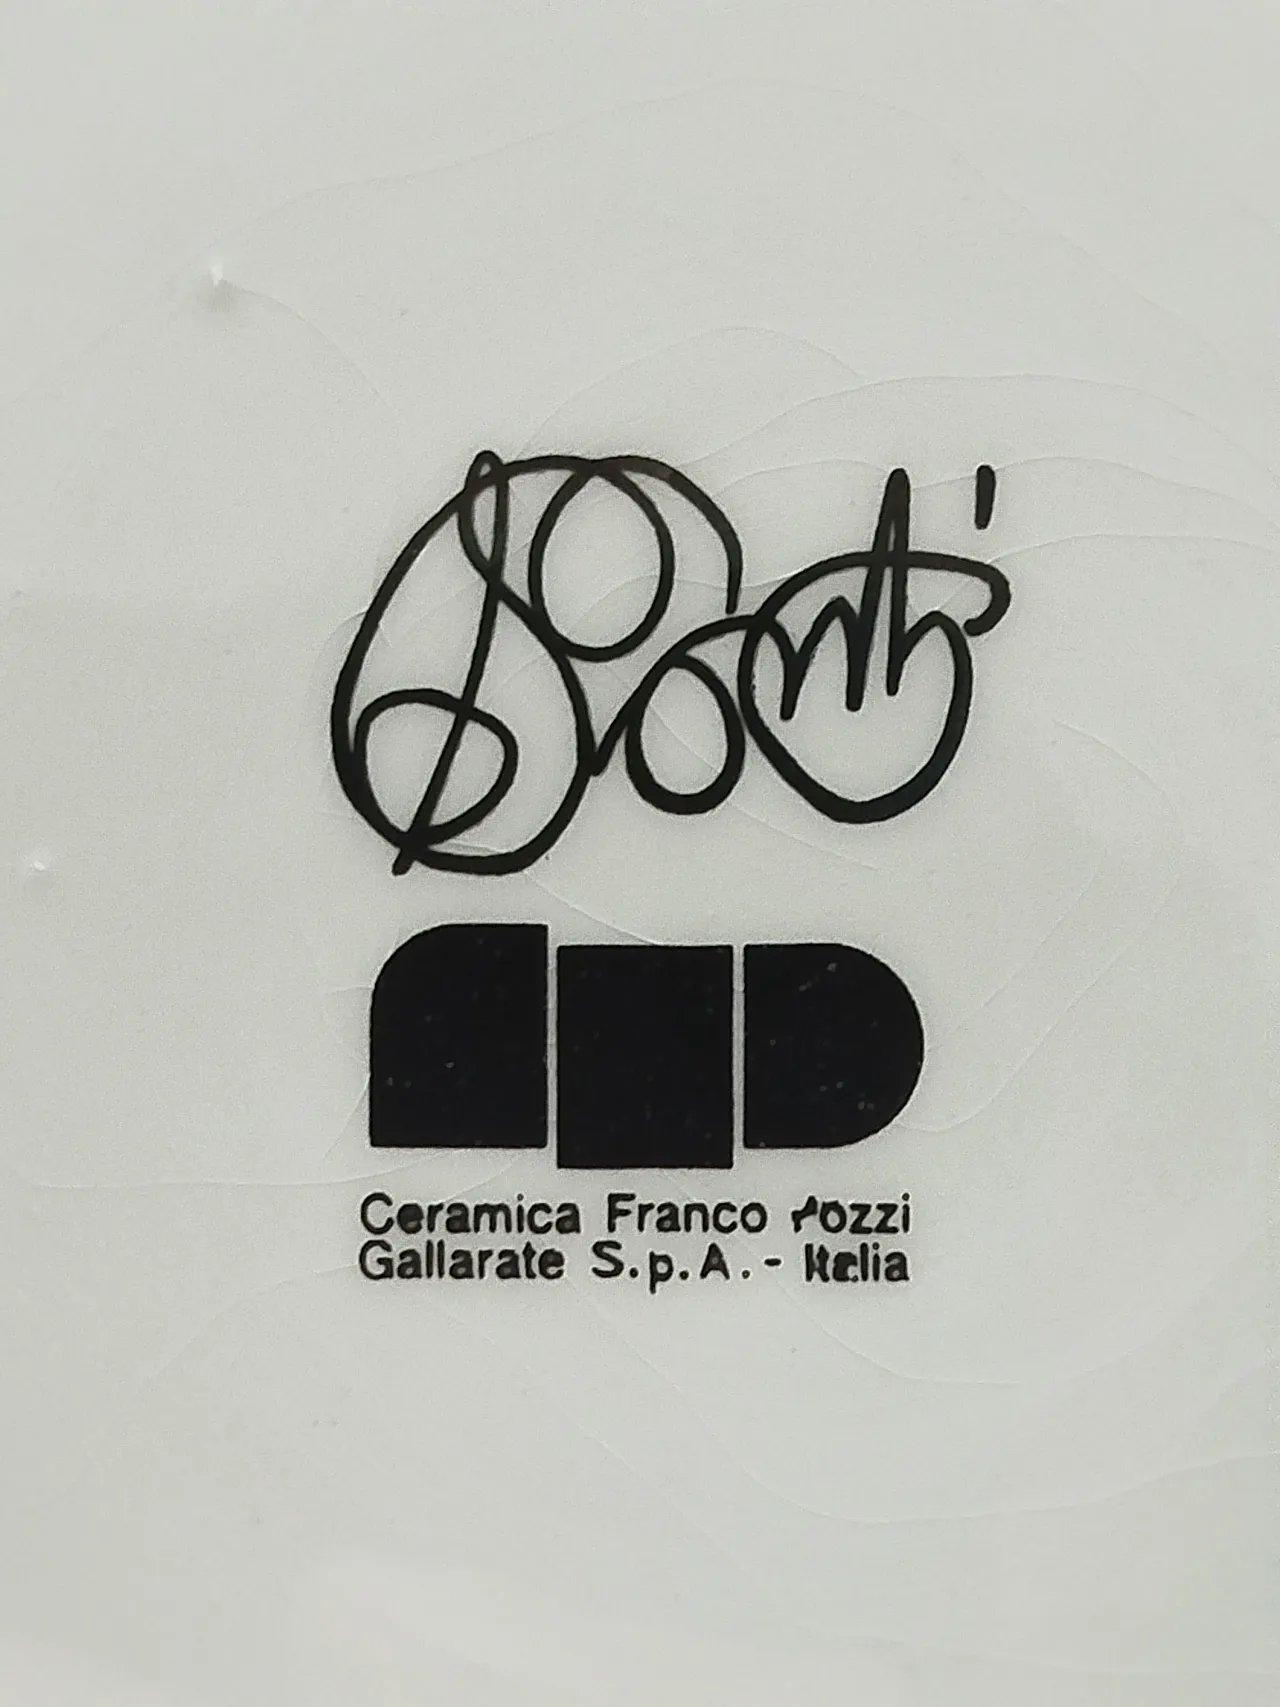 Ceramica Franco Pozzi
Gallarate S.p.A. - Italia